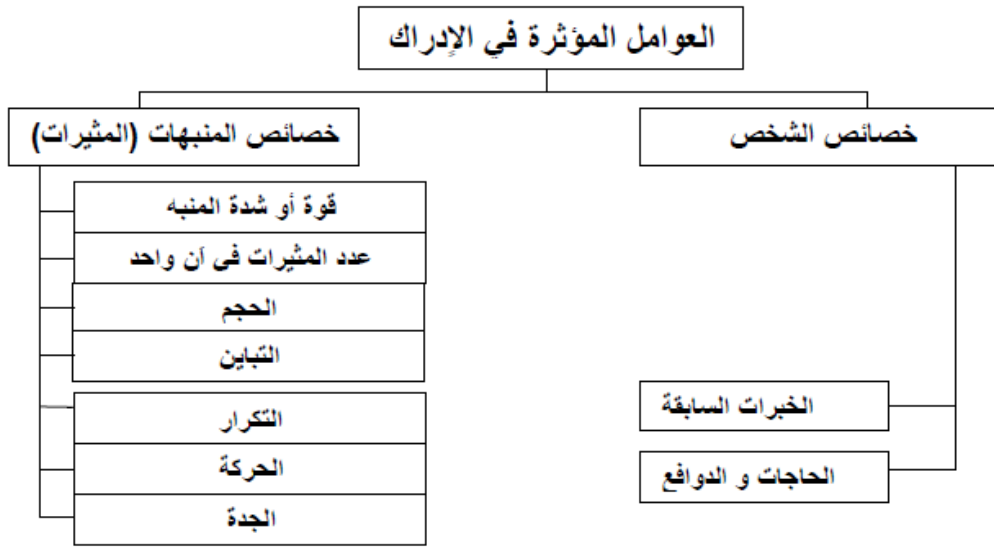 العوامل المؤثرة في الإدراك
خصائص الشخص
الخبرات السابقة
الحاجات و الدوافع
خصائص المنبهات (المثيرات)
قوة أو شدة المنبه
عدد المثيرات فى آن واحد
الحجم
التباين
التكرار
الحركة
الجدة